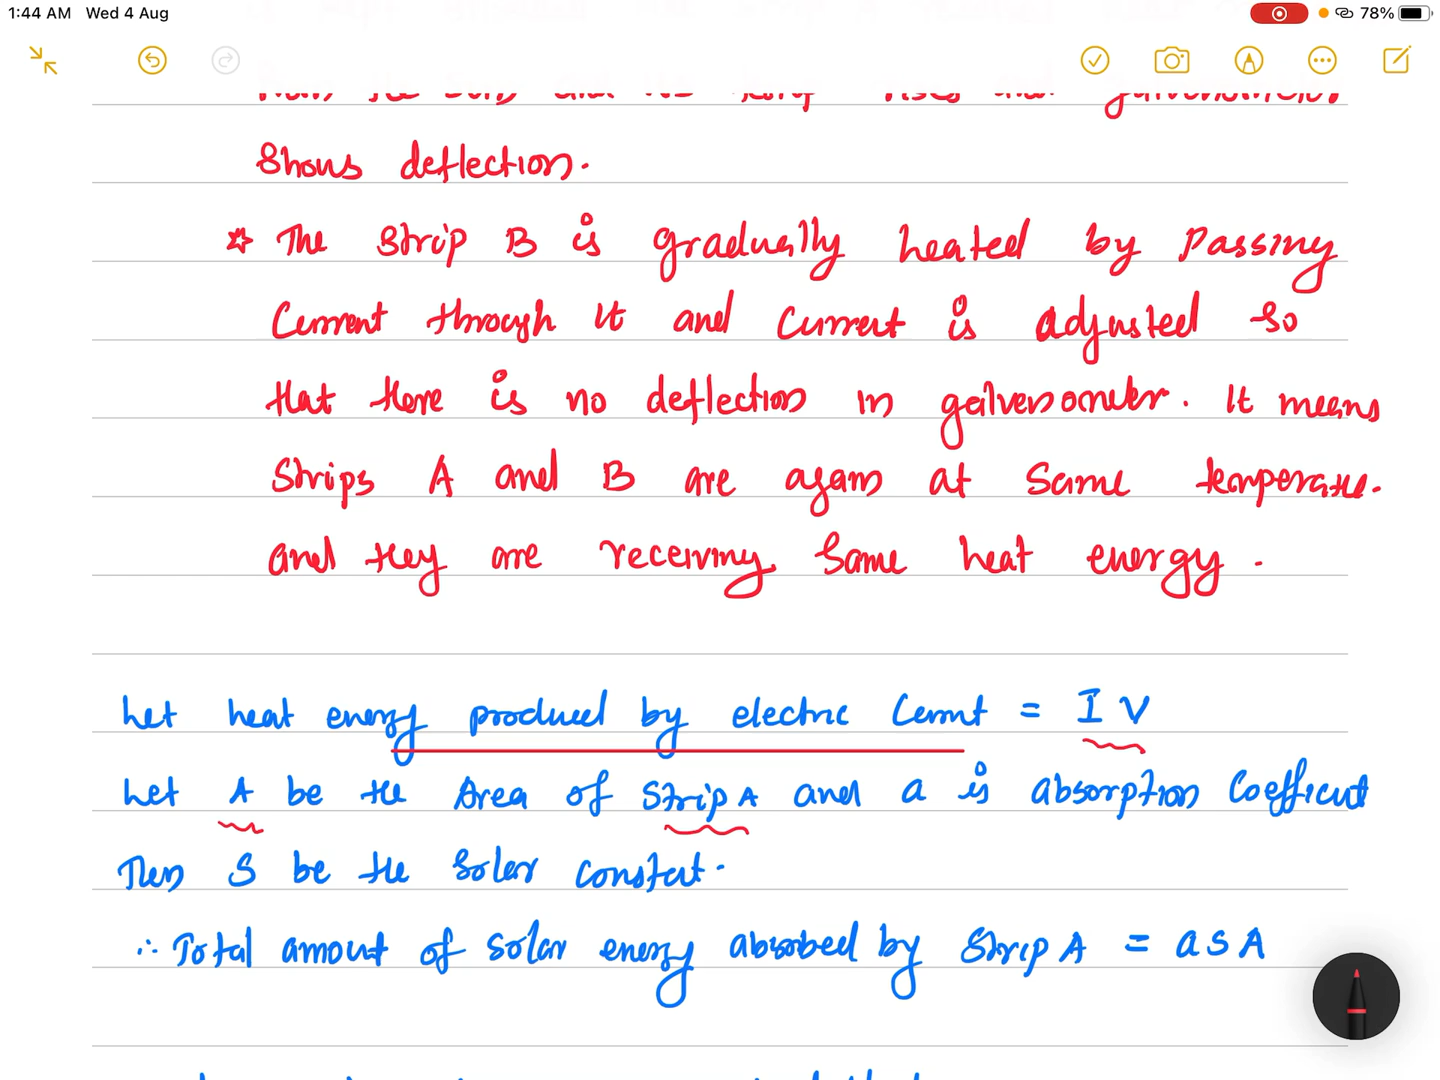 1:44 AM Wed 4 Aug 78%
Shows deflection.
☆ The strip B is gradually heated by passing
Current through it and current is adjusted so
that there is no deflection in galvenometer. It means
Strips A and B are again at same temperature.
and they are receiving same heat energy.
Let heat energy produced by electric Current = IV
Let A be the Area of strip A and a is absorption Coefficient
Then S be the Solar constant.
∴ Total amount of solar energy absorbed by strip A = a S A